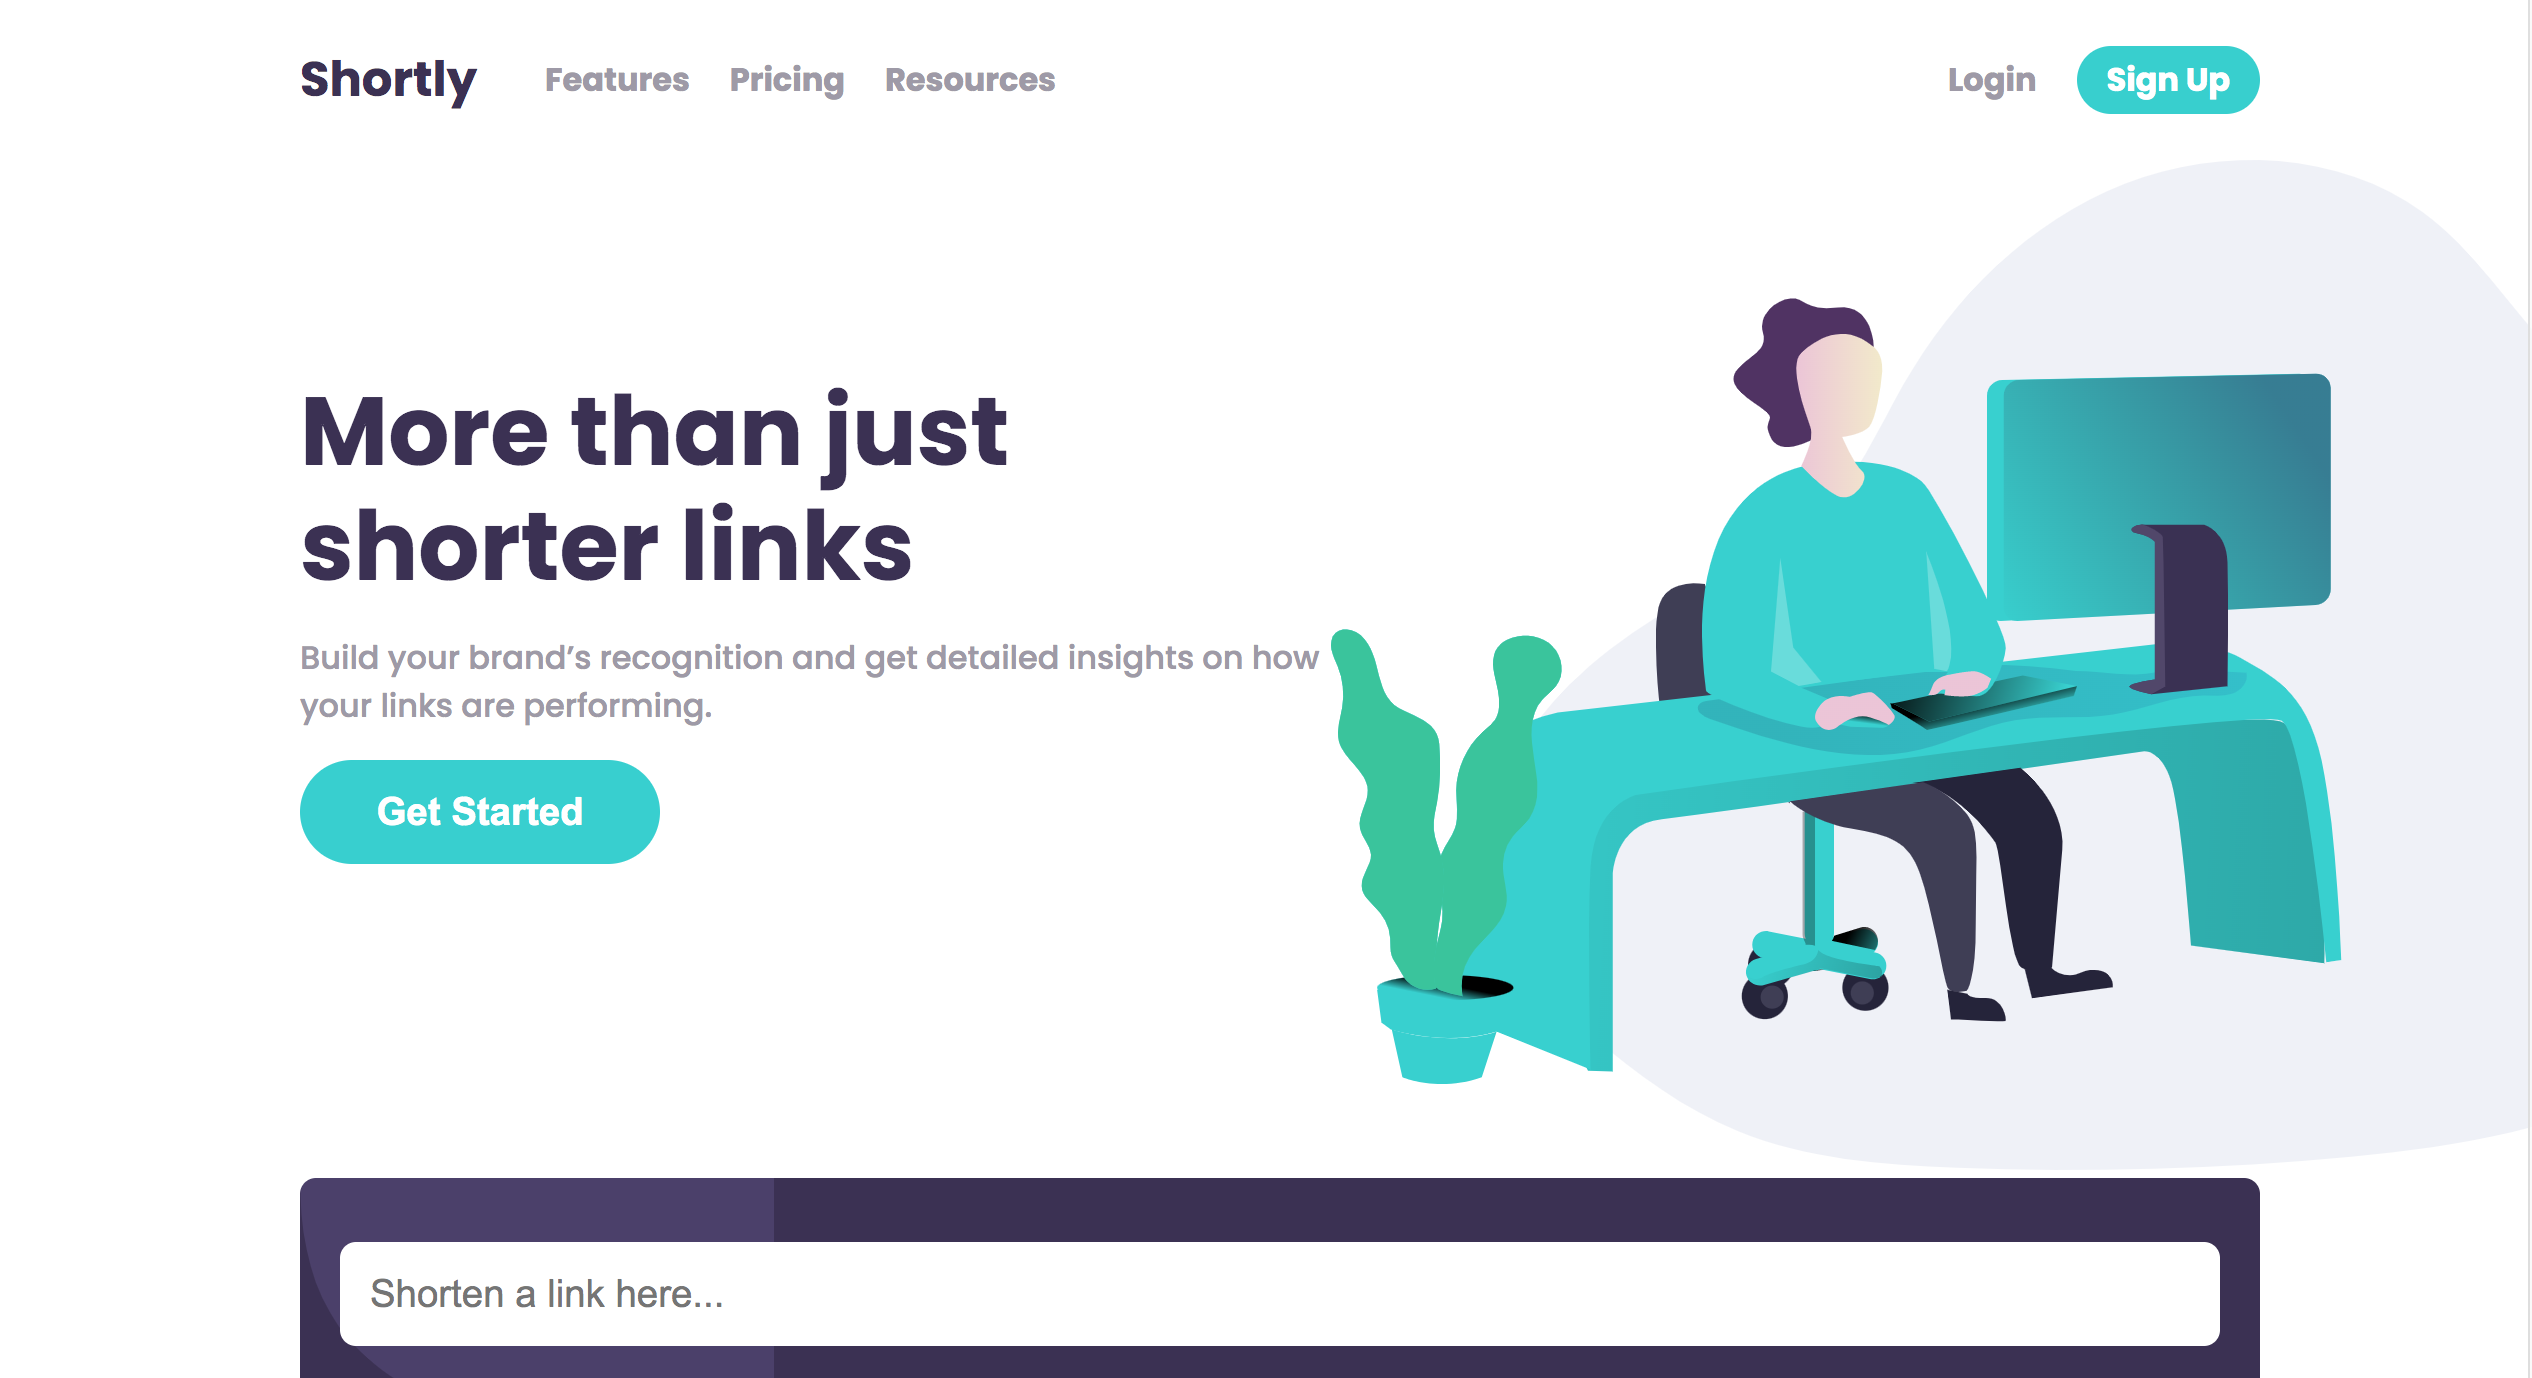 Shortly Features Pricing Resources Login Sign Up
More than just
shorter links
Build your brand’s recognition and get detailed insights on how
your links are performing.
Get Started
Shorten a link here...